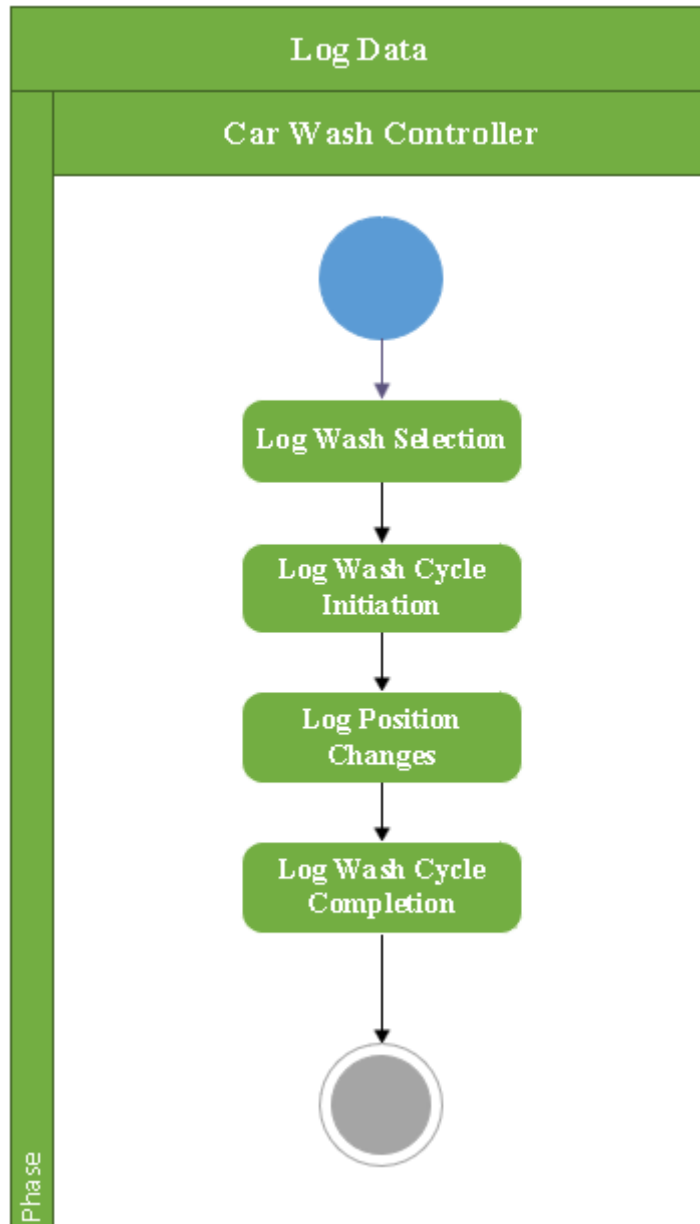 Log Data
Car Wash Controller
Log Wash Selection
Log Wash Cycle
Initiation
Log Position
Changes
Log Wash Cycle
Completion
Phase